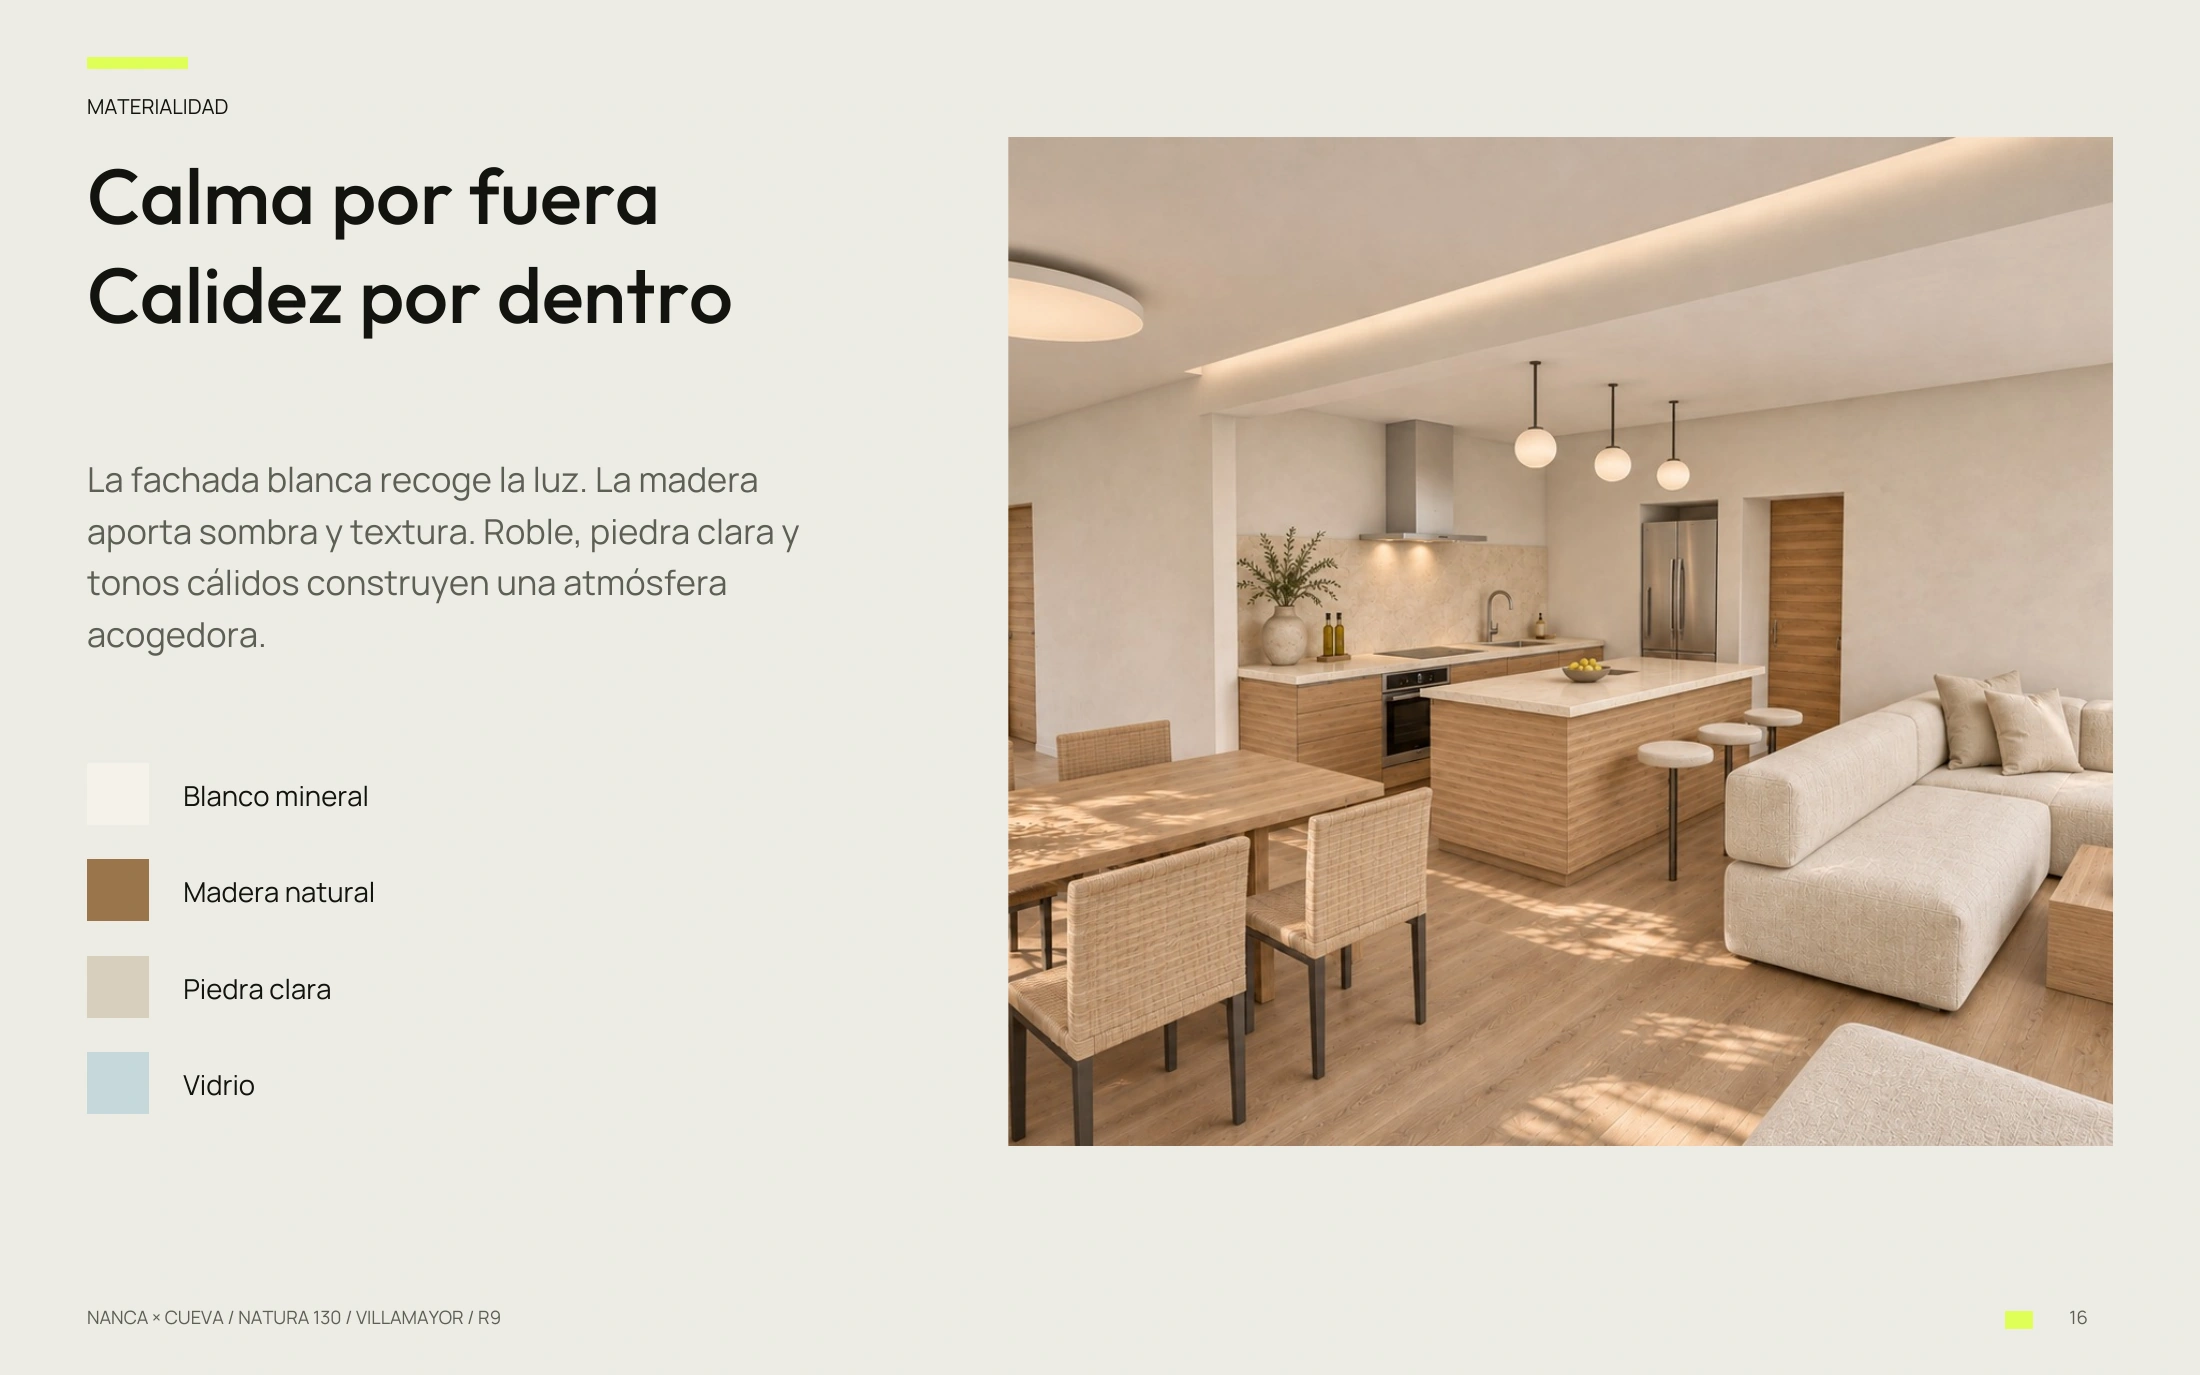 MATERIALIDAD
Calma por fuera
Calidez por dentro
La fachada blanca recoge la luz. La madera
aporta sombra y textura. Roble, piedra clara y
tonos cálidos construyen una atmósfera
acogedora.
Blanco mineral
Madera natural
Piedra clara
Vidrio
NANCA × CUEVA / NATURA 130 / VILLAMAYOR / R9
16